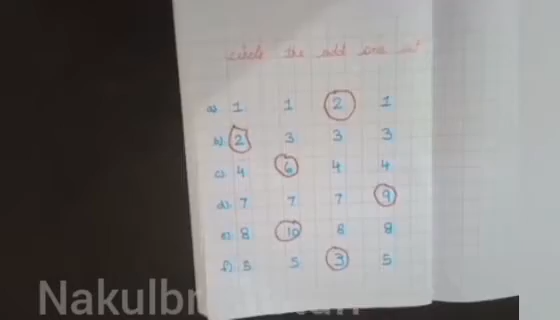 circle the odd one out
a) 1 1 2 1
b) 2 3 3 3
c) 4 6 4 4
d) 7 7 7 9
e) 8 10 8 8
f) 5 5 3 5